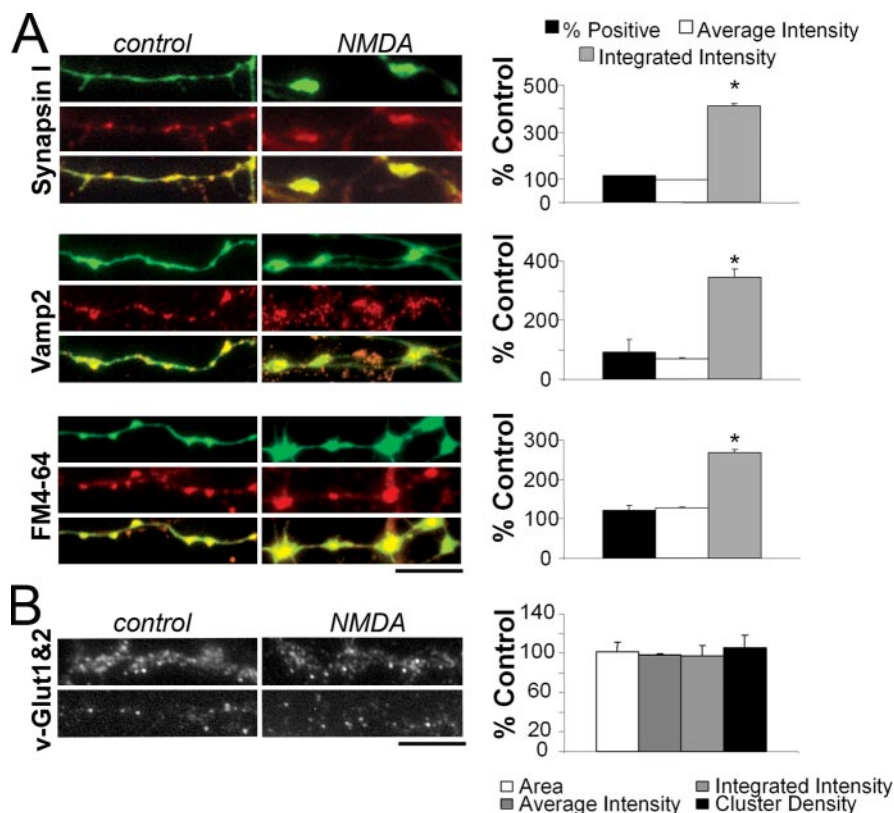 A
control NMDA
% Positive Average Intensity
Integrated Intensity
Synapsin I
% Control
500
400
100
0
*
Vamp2
% Control
400
200
0
*
FM4-64
% Control
300
200
100
0
*
B
control NMDA
v-Glut1&2
% Control
140
100
60
20
0
Area Integrated Intensity
Average Intensity Cluster Density